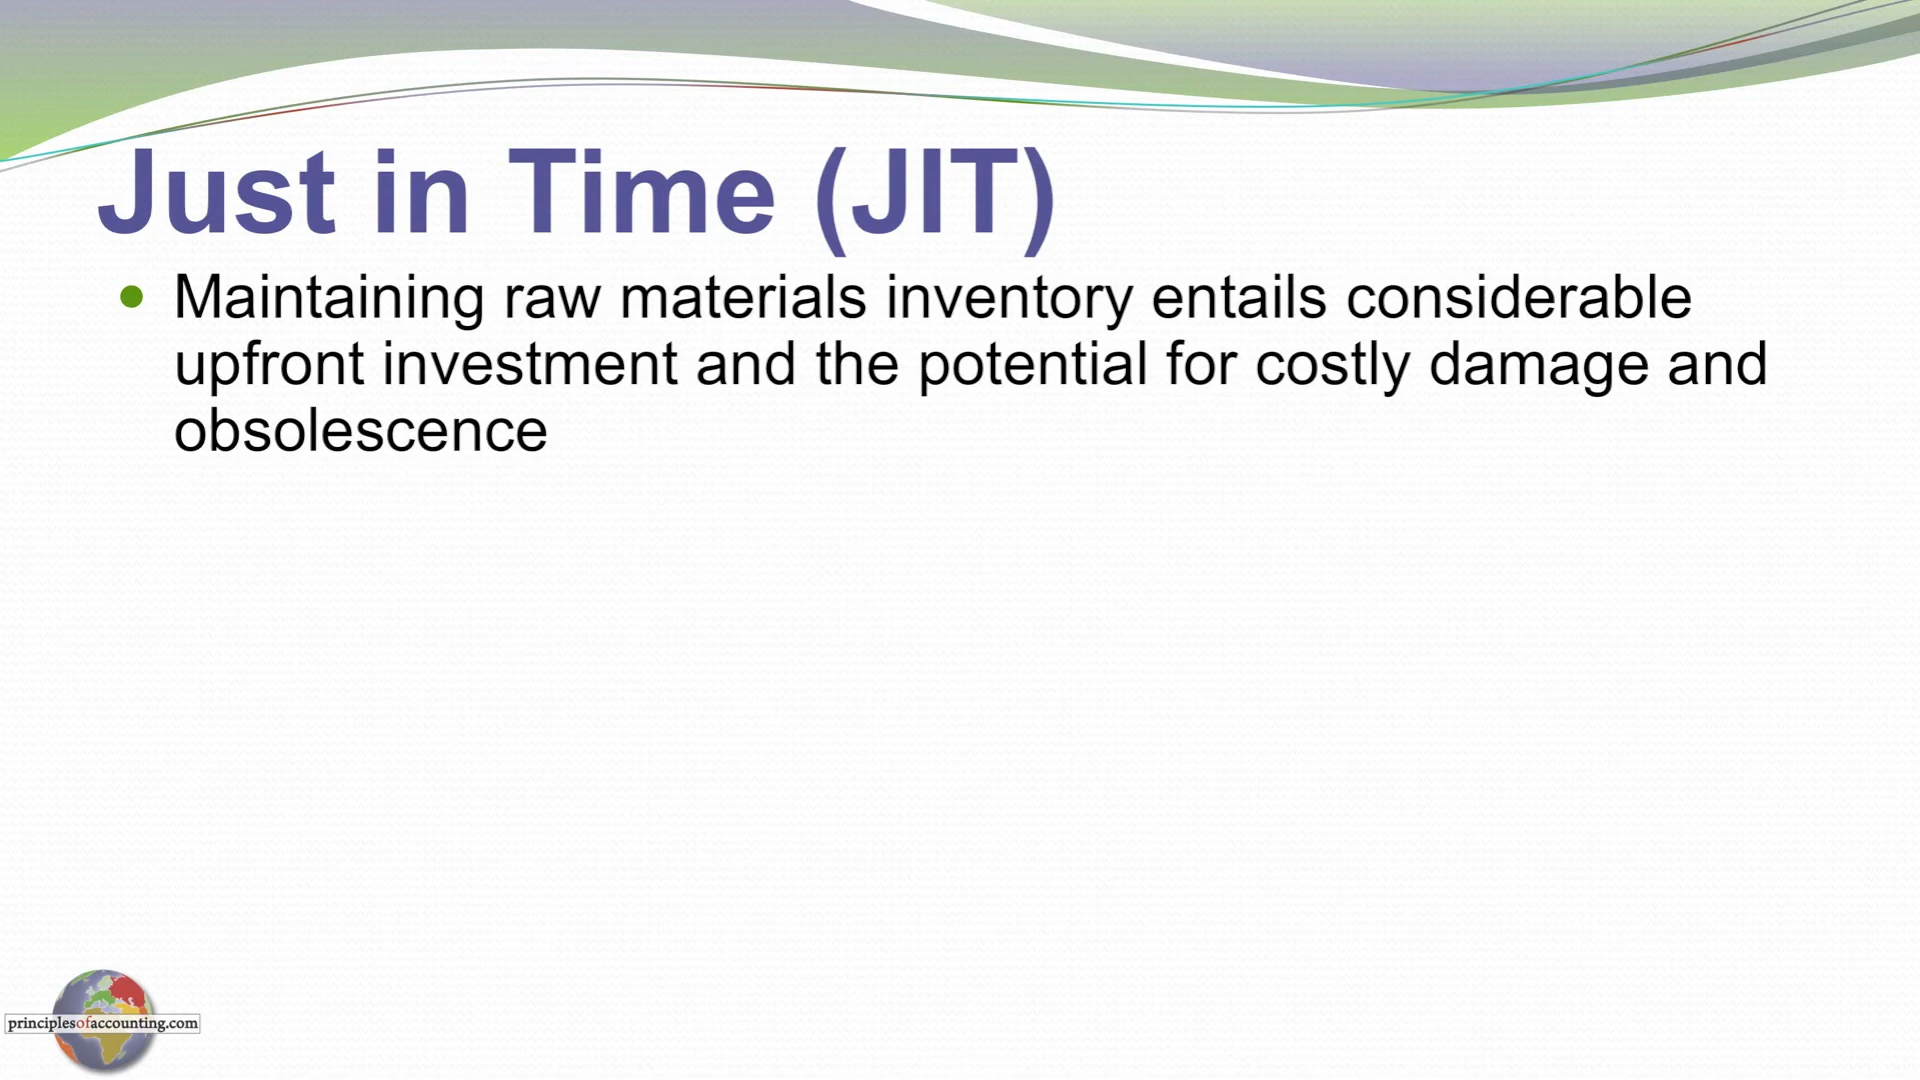 Just in Time (JIT)
• Maintaining raw materials inventory entails considerable
upfront investment and the potential for costly damage and
obsolescence
principlesofaccounting.com